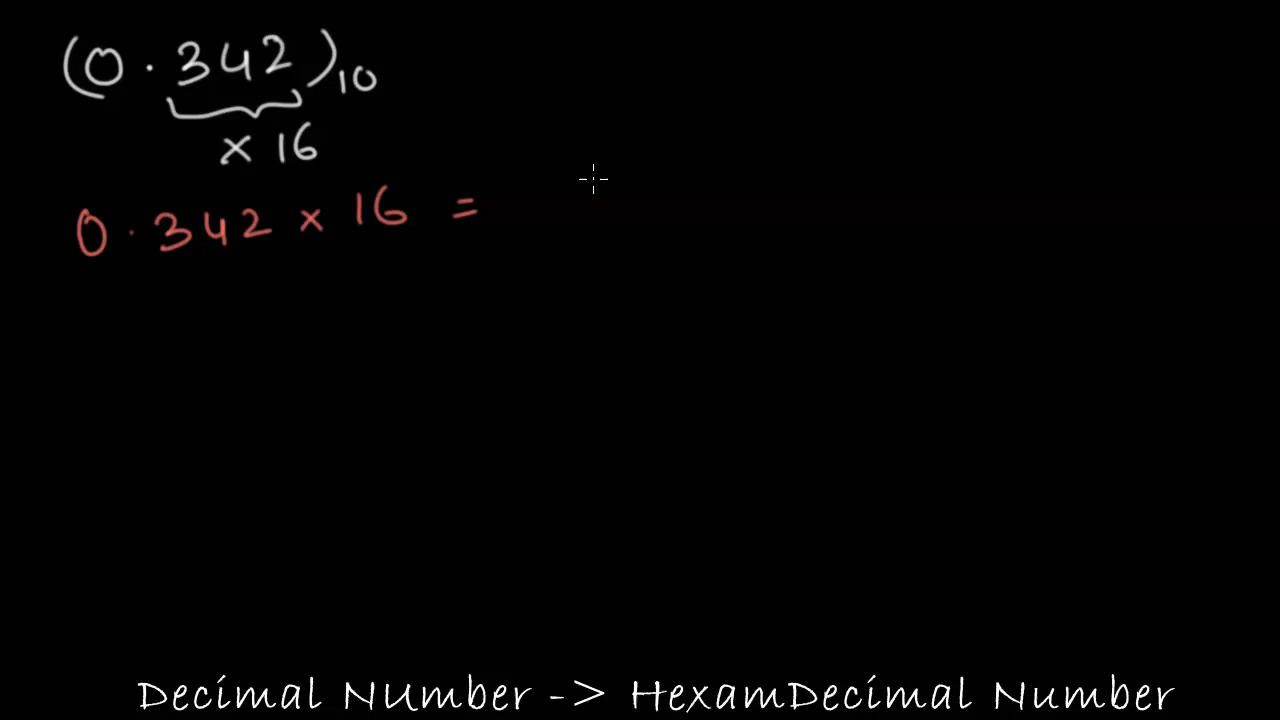 (0.342)10
× 16
0.342 × 16 =
Decimal NUmber -> HexamDecimal Number